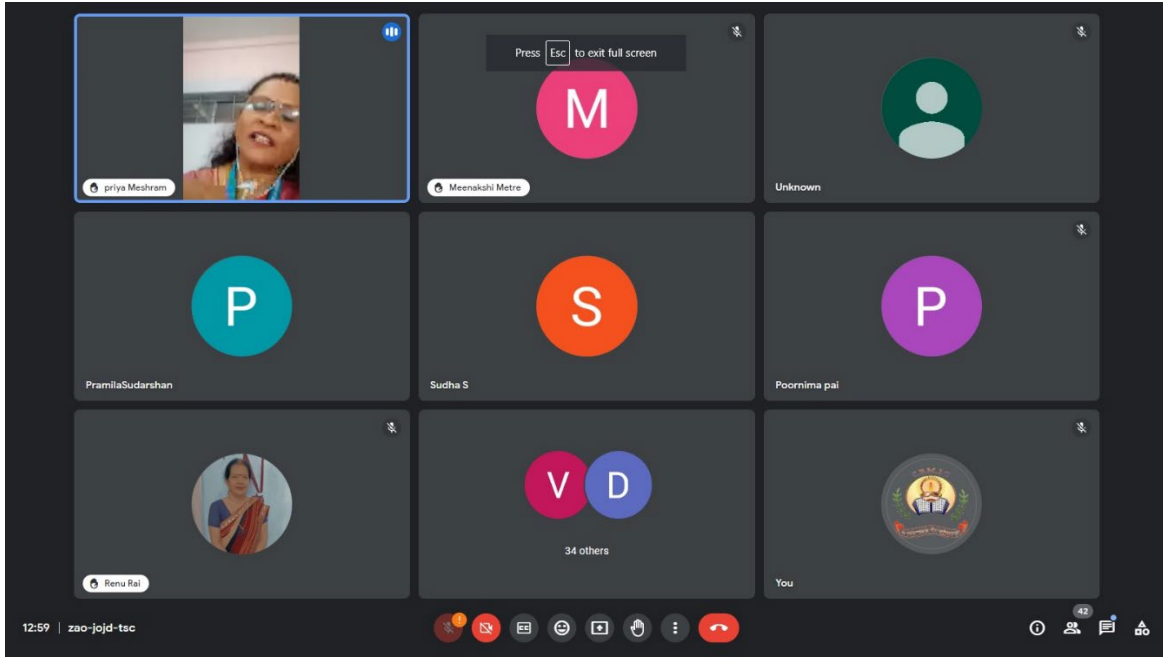 Press Esc to exit full screen
M
priya Meshram
Meenakshi Metre
Unknown
P
S
P
PramilaSudarshan
Sudha S
Poornima pai
V D
34 others
Renu Rai
You
12:59 | zao-jojd-tsc
CC
42